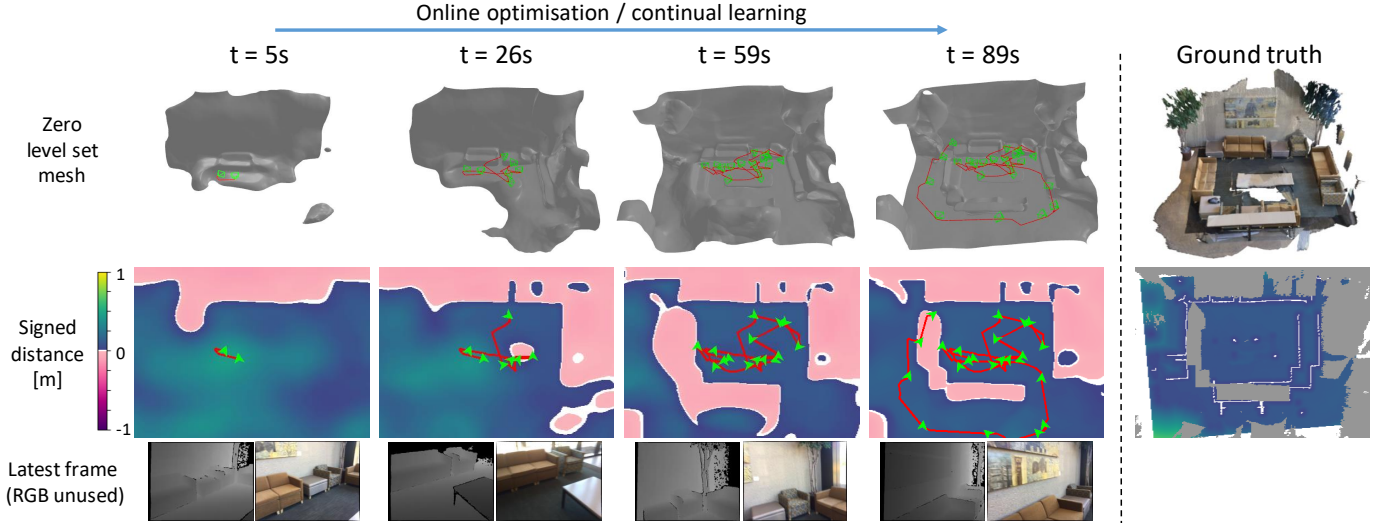 Online optimisation / continual learning
t = 5s
t = 26s
t = 59s
t = 89s
Ground truth
Zero
level set
mesh
Signed
distance
[m]
1
0
-1
Latest frame
(RGB unused)